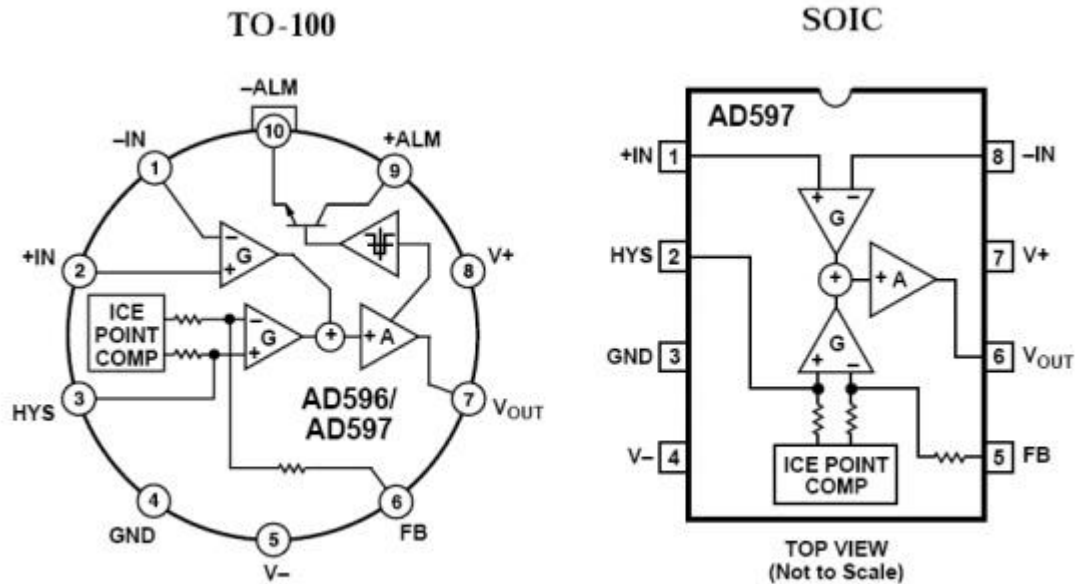 TO-100
–ALM
10
–IN
1
+ALM
9
+IN
2
– G +
V+
8
ICE
POINT
COMP
– G +
+
+ A
HYS
3
AD596/
AD597
VOUT
7
4
GND
5
V–
6
FB
SOIC
AD597
+IN 1
8 –IN
+ –
G
HYS 2
7 V+
+
+ A
G
+ –
GND 3
6 VOUT
V– 4
5 FB
ICE POINT
COMP
TOP VIEW
(Not to Scale)